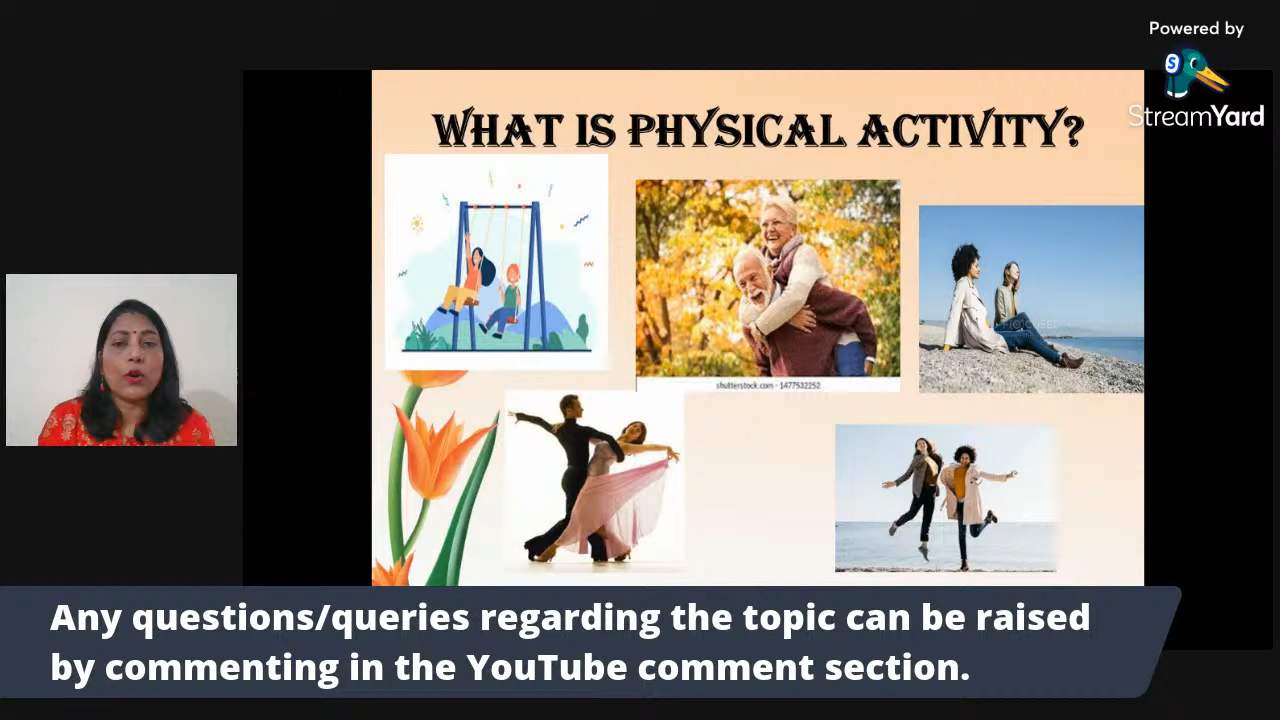 Powered by
S
StreamYard
WHAT IS PHYSICAL ACTIVITY?
shutterstock.com · 1477532252
Any questions/queries regarding the topic can be raised
by commenting in the YouTube comment section.